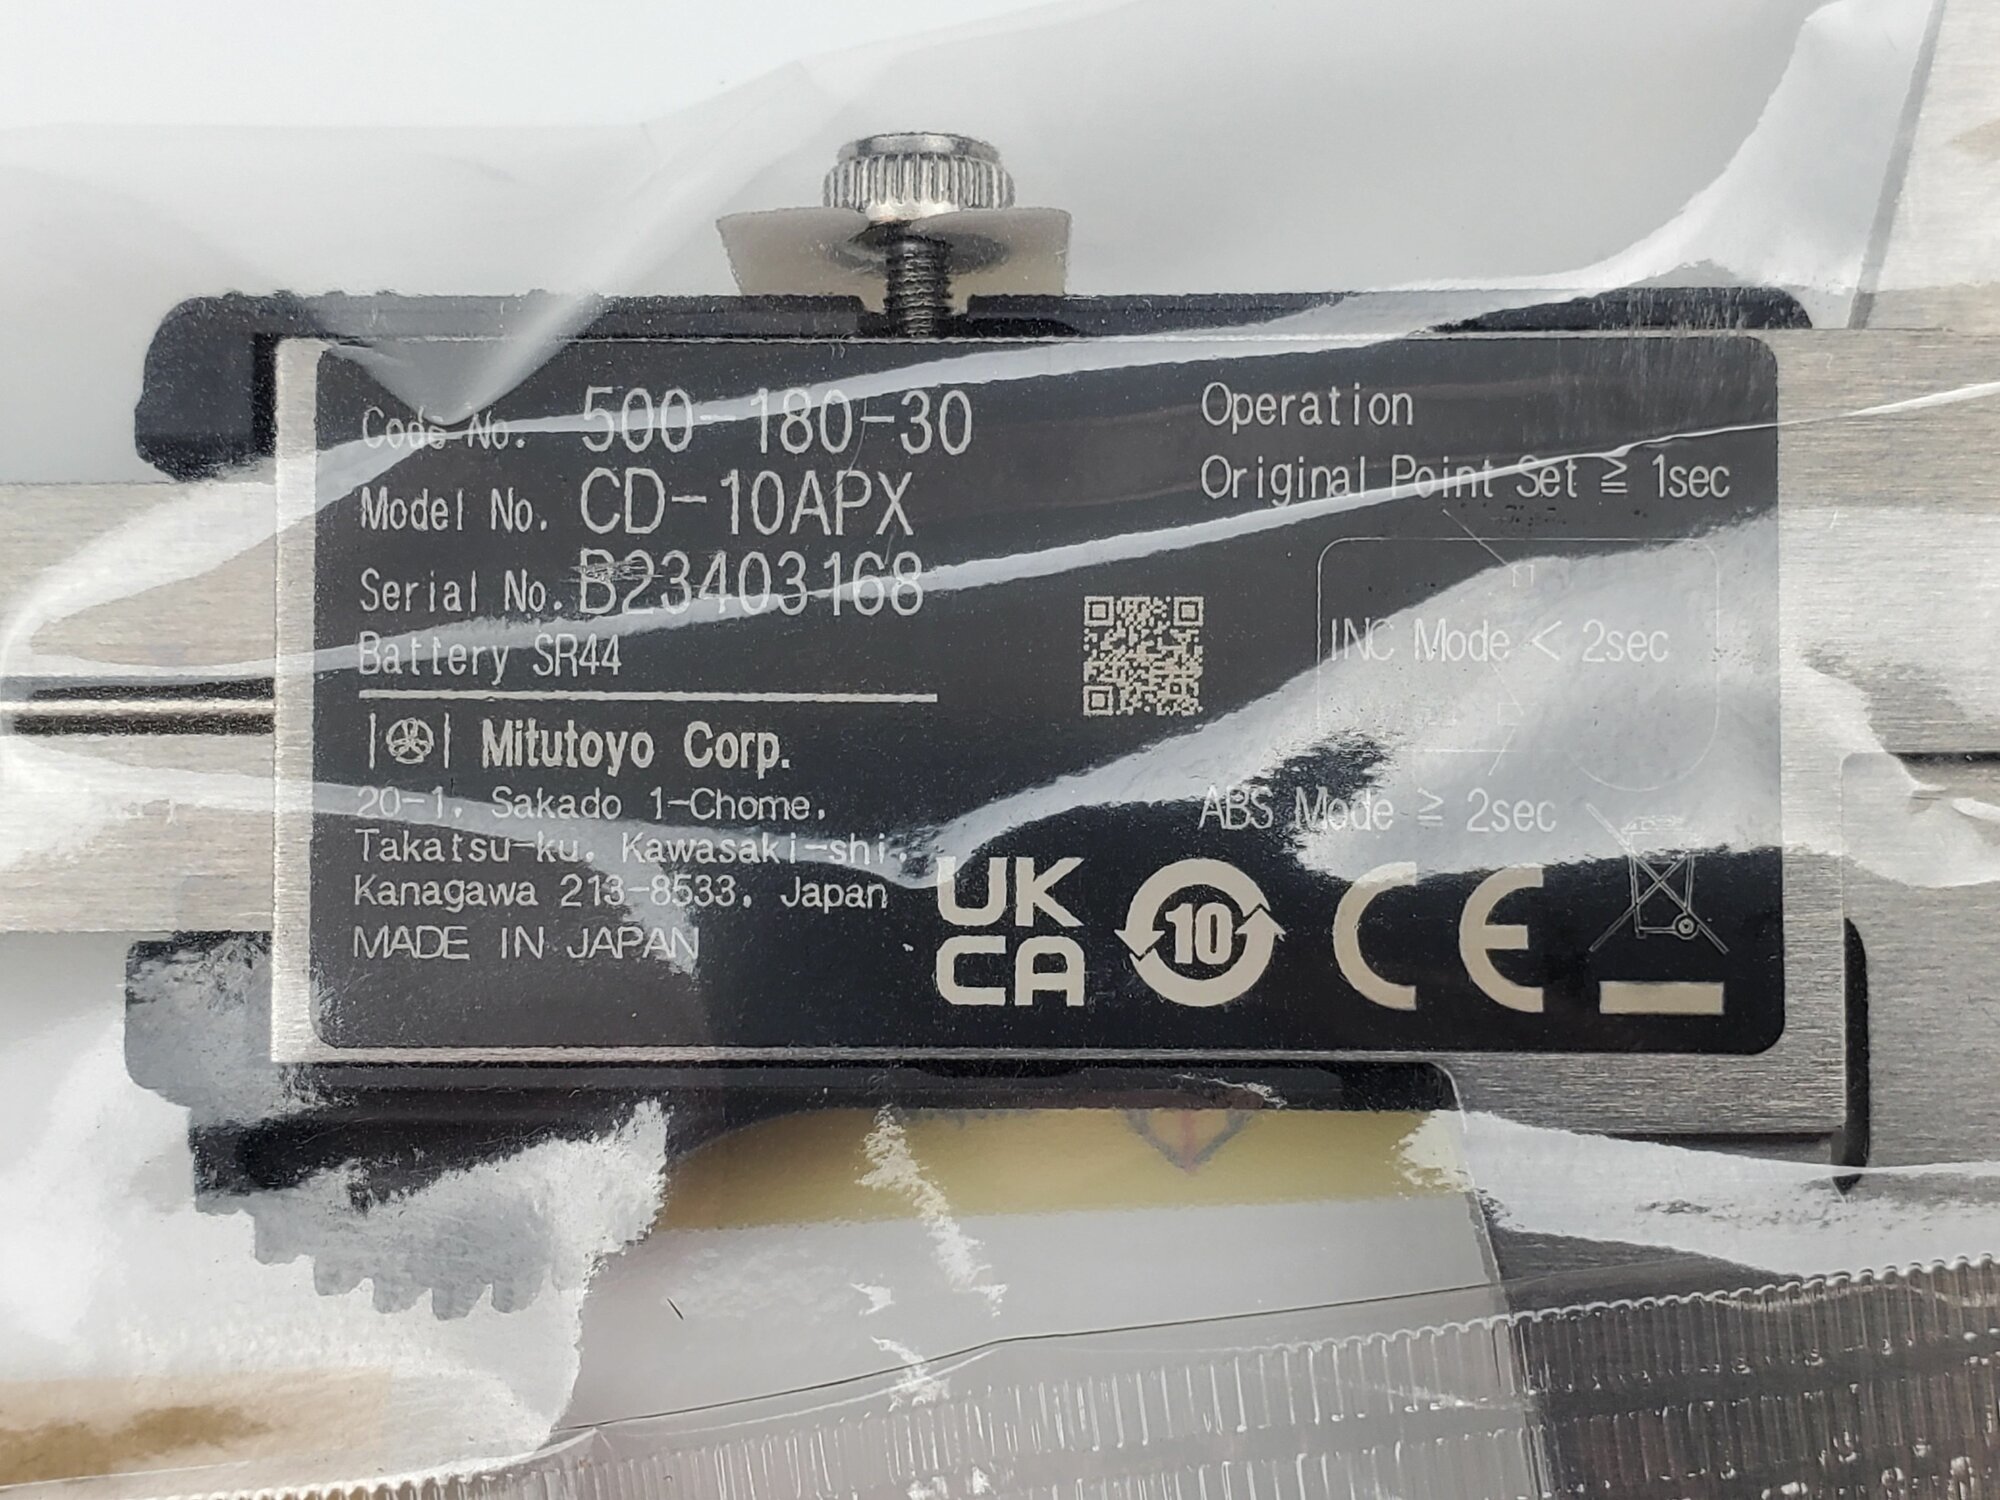 Code No. 500-180-30
Model No. CD-10APX
Serial No. B23403168
Battery SR44
Mitutoyo Corp.
20-1, Sakado 1-Chome,
Takatsu-ku, Kawasaki-shi,
Kanagawa 213-8533, Japan
MADE IN JAPAN
Operation
Original Point Set ≧ 1sec
INC Mode < 2sec
ABS Mode ≧ 2sec
UK
CA
10
CE